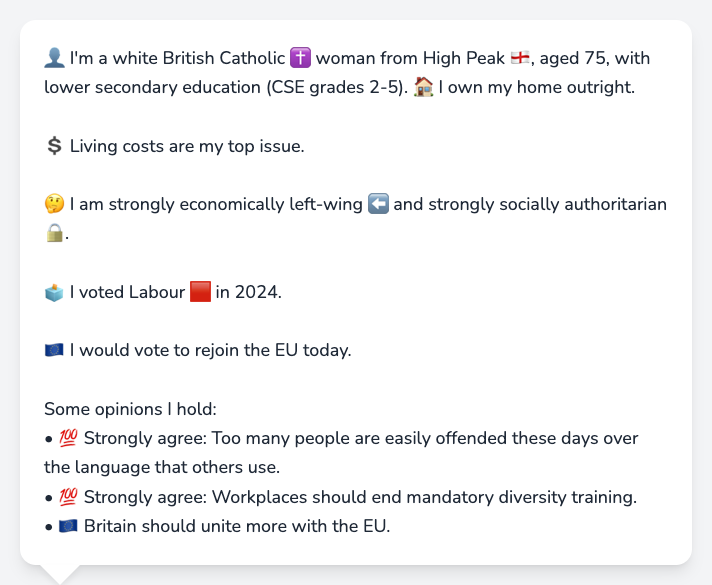 👤 I'm a white British Catholic ✝️ woman from High Peak 🏴󠁧󠁢󠁥󠁮󠁧󠁿, aged 75, with
lower secondary education (CSE grades 2-5). 🏠 I own my home outright.
💲 Living costs are my top issue.
🤔 I am strongly economically left-wing ⬅️ and strongly socially authoritarian
🔒.
🗳️ I voted Labour 🟥 in 2024.
🇪🇺 I would vote to rejoin the EU today.
Some opinions I hold:
• 💯 Strongly agree: Too many people are easily offended these days over
the language that others use.
• 💯 Strongly agree: Workplaces should end mandatory diversity training.
• 🇪🇺 Britain should unite more with the EU.